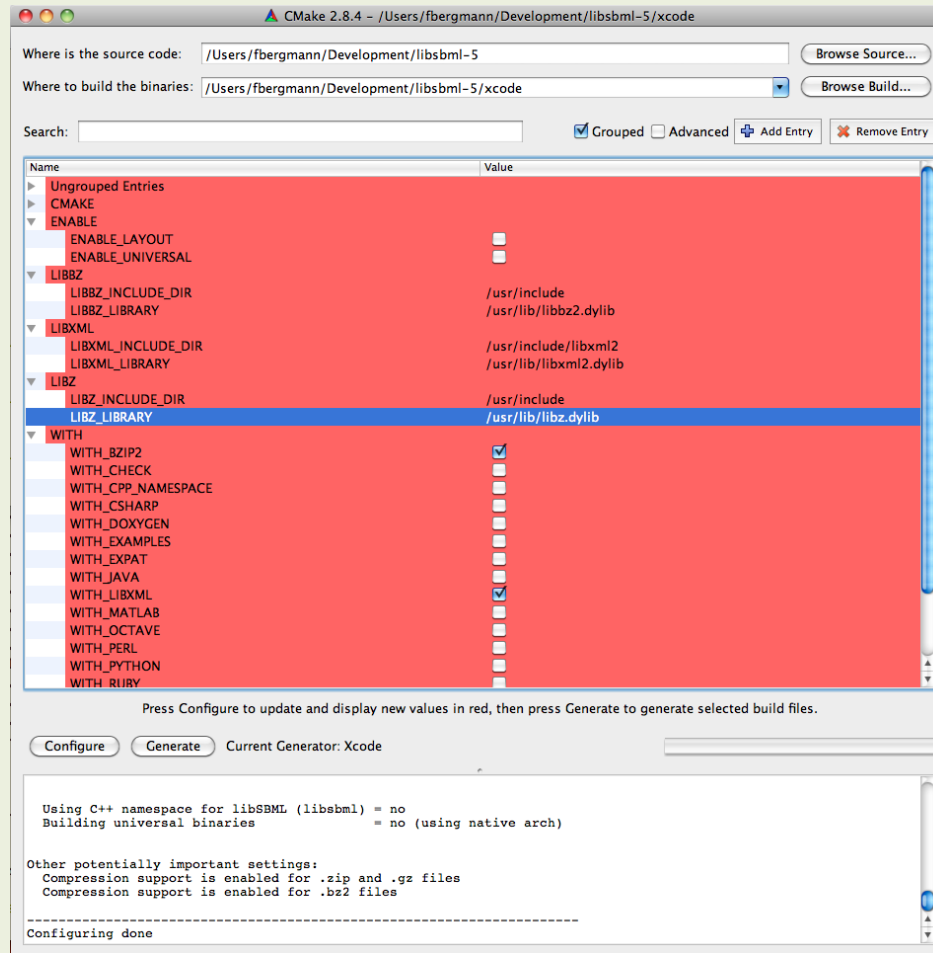 CMake 2.8.4 - /Users/fbergmann/Development/libsbml-5/xcode
Where is the source code: /Users/fbergmann/Development/libsbml-5 Browse Source...
Where to build the binaries: /Users/fbergmann/Development/libsbml-5/xcode Browse Build...
Search: Grouped Advanced Add Entry Remove Entry
Name Value
Ungrouped Entries
CMAKE
ENABLE
ENABLE_LAYOUT
ENABLE_UNIVERSAL
LIBBZ
LIBBZ_INCLUDE_DIR /usr/include
LIBBZ_LIBRARY /usr/lib/libbz2.dylib
LIBXML
LIBXML_INCLUDE_DIR /usr/include/libxml2
LIBXML_LIBRARY /usr/lib/libxml2.dylib
LIBZ
LIBZ_INCLUDE_DIR /usr/include
LIBZ_LIBRARY /usr/lib/libz.dylib
WITH
WITH_BZIP2
WITH_CHECK
WITH_CPP_NAMESPACE
WITH_CSHARP
WITH_DOXYGEN
WITH_EXAMPLES
WITH_EXPAT
WITH_JAVA
WITH_LIBXML
WITH_MATLAB
WITH_OCTAVE
WITH_PERL
WITH_PYTHON
WITH_RUBY
Press Configure to update and display new values in red, then press Generate to generate selected build files.
Configure Generate Current Generator: Xcode
Using C++ namespace for libSBML (libsbml) = no
Building universal binaries = no (using native arch)
Other potentially important settings:
Compression support is enabled for .zip and .gz files
Compression support is enabled for .bz2 files
----------------------------------------------------------------------
Configuring done